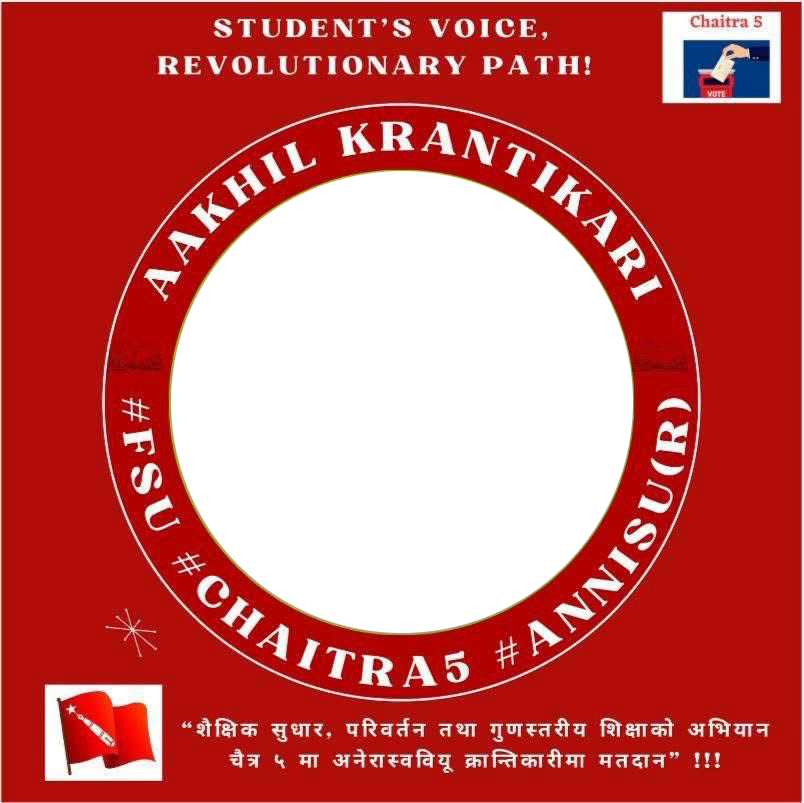 STUDENT'S VOICE,
REVOLUTIONARY PATH!
Chaitra 5
VOTE
AAKHIL KRANTIKARI
#FSU #CHAITRA5 #ANNISU(R)
“शैक्षिक सुधार, परिवर्तन तथा गुणस्तरीय शिक्षाको अभियान
चैत्र ५ मा अनेरास्ववियू क्रान्तिकारीमा मतदान” !!!